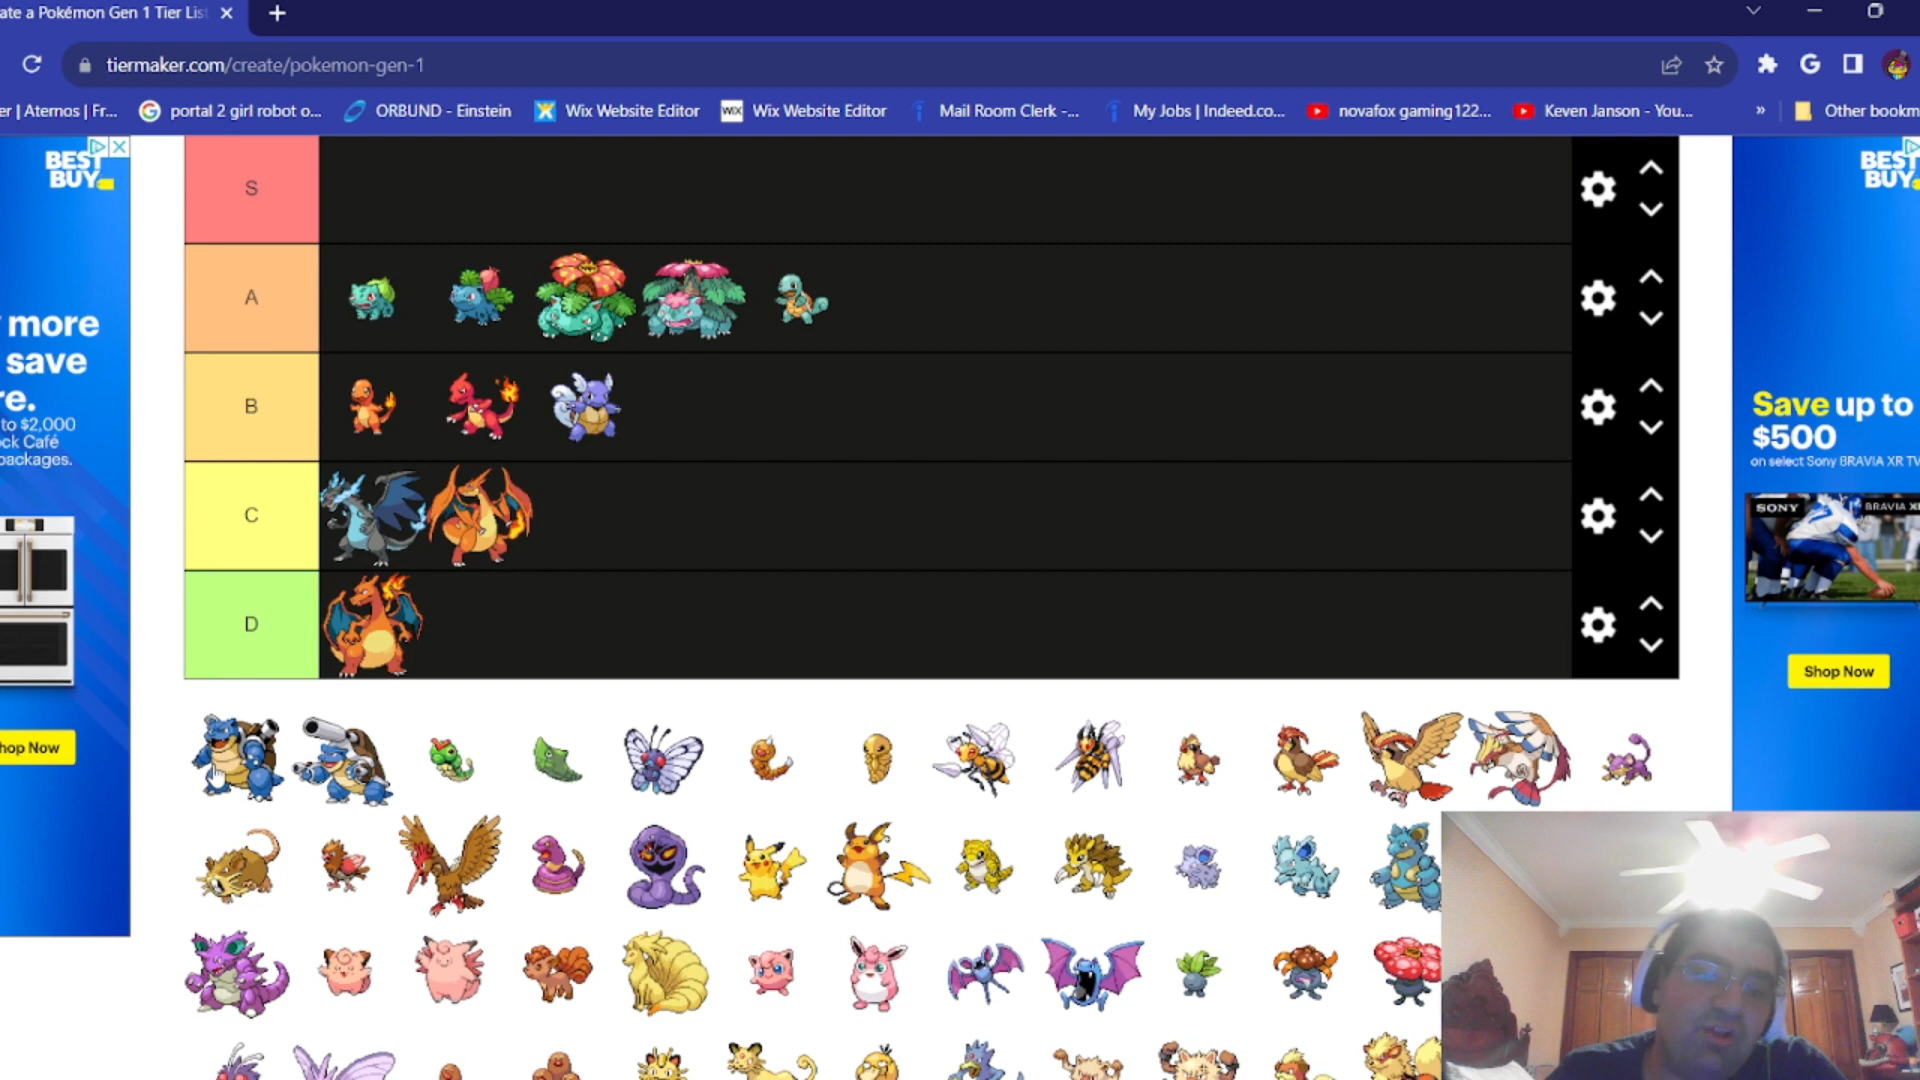 ate a Pokémon Gen 1 Tier Lis
tiermaker.com/create/pokemon-gen-1
er | Aternos | Fr...
portal 2 girl robot o...
ORBUND - Einstein
Wix Website Editor
WIX Wix Website Editor
Mail Room Clerk -...
My Jobs | Indeed.co...
novafox gaming122...
Keven Janson - You...
» Other bookm
BEST
BUY
more
save
re.
to $2,000
ck Café
packages.
hop Now
S
A
B
C
D
BEST
BUY
Save up to
$500
on select Sony BRAVIA XR TV
SONY
BRAVIA XR
Shop Now